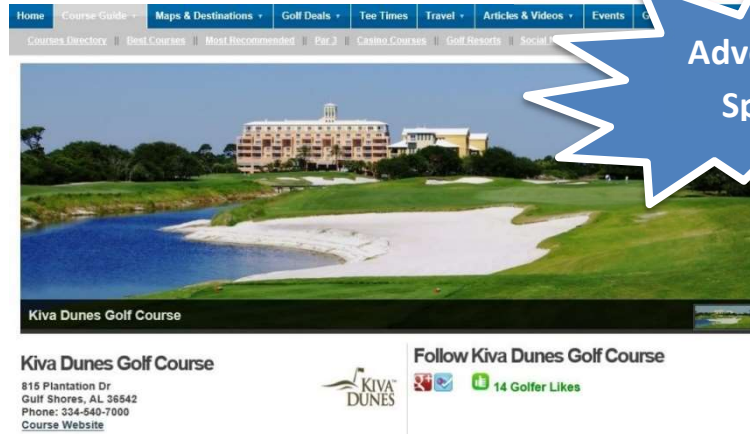 Home Course Guide Maps & Destinations Golf Deals Tee Times Travel Articles & Videos Events
Courses Directory || Best Courses || Most Recommended || Par 3 || Casino Courses || Golf Resorts || Social
Kiva Dunes Golf Course
Kiva Dunes Golf Course
815 Plantation Dr
Gulf Shores, AL 36542
Phone: 334-540-7000
Course Website
KIVA
DUNES
Follow Kiva Dunes Golf Course
14 Golfer Likes